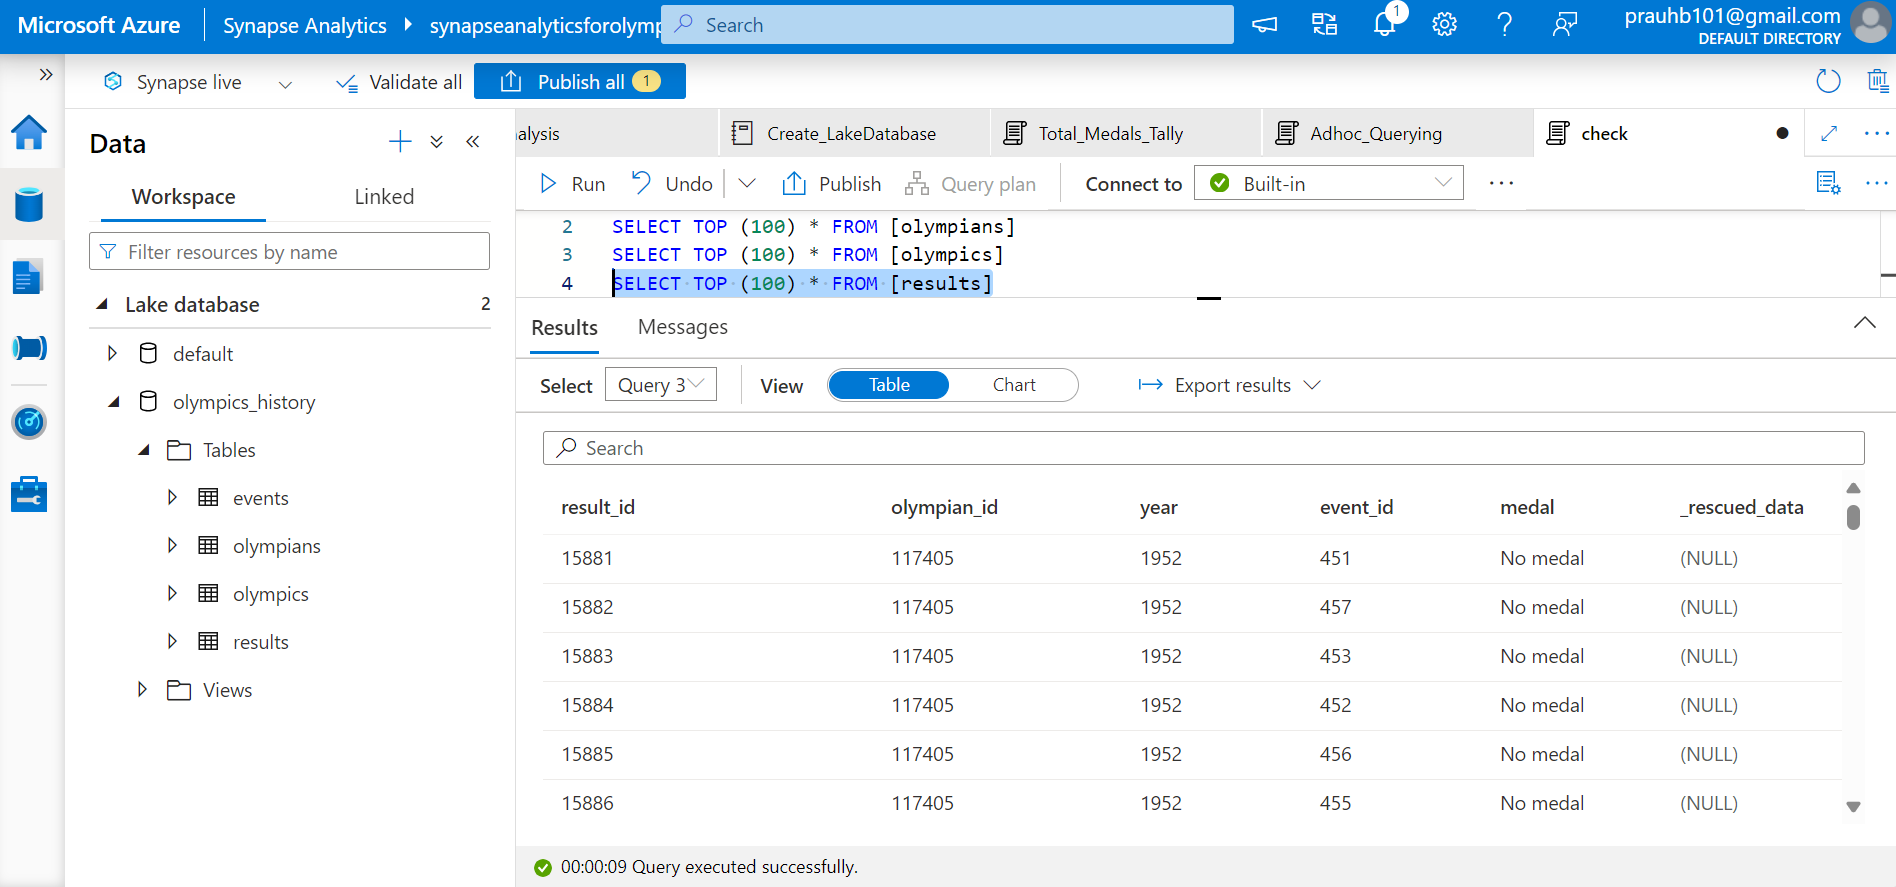 Microsoft Azure
Synapse Analytics
synapseanalyticsforolymp
Search
1
prauhb101@gmail.com
DEFAULT DIRECTORY
Synapse live
Validate all
Publish all 1
Data
Workspace
Linked
Filter resources by name
Lake database 2
default
olympics_history
Tables
events
olympians
olympics
results
Views
alysis
Create_LakeDatabase
Total_Medals_Tally
Adhoc_Querying
check
Run
Undo
Publish
Query plan
Connect to
Built-in
2 SELECT TOP (100) * FROM [olympians]
3 SELECT TOP (100) * FROM [olympics]
4 SELECT TOP (100) * FROM [results]
Results
Messages
Select
Query 3
View
Table
Chart
Export results
Search
result_id olympian_id year event_id medal _rescued_data
15881 117405 1952 451 No medal (NULL)
15882 117405 1952 457 No medal (NULL)
15883 117405 1952 453 No medal (NULL)
15884 117405 1952 452 No medal (NULL)
15885 117405 1952 456 No medal (NULL)
15886 117405 1952 455 No medal (NULL)
00:00:09 Query executed successfully.